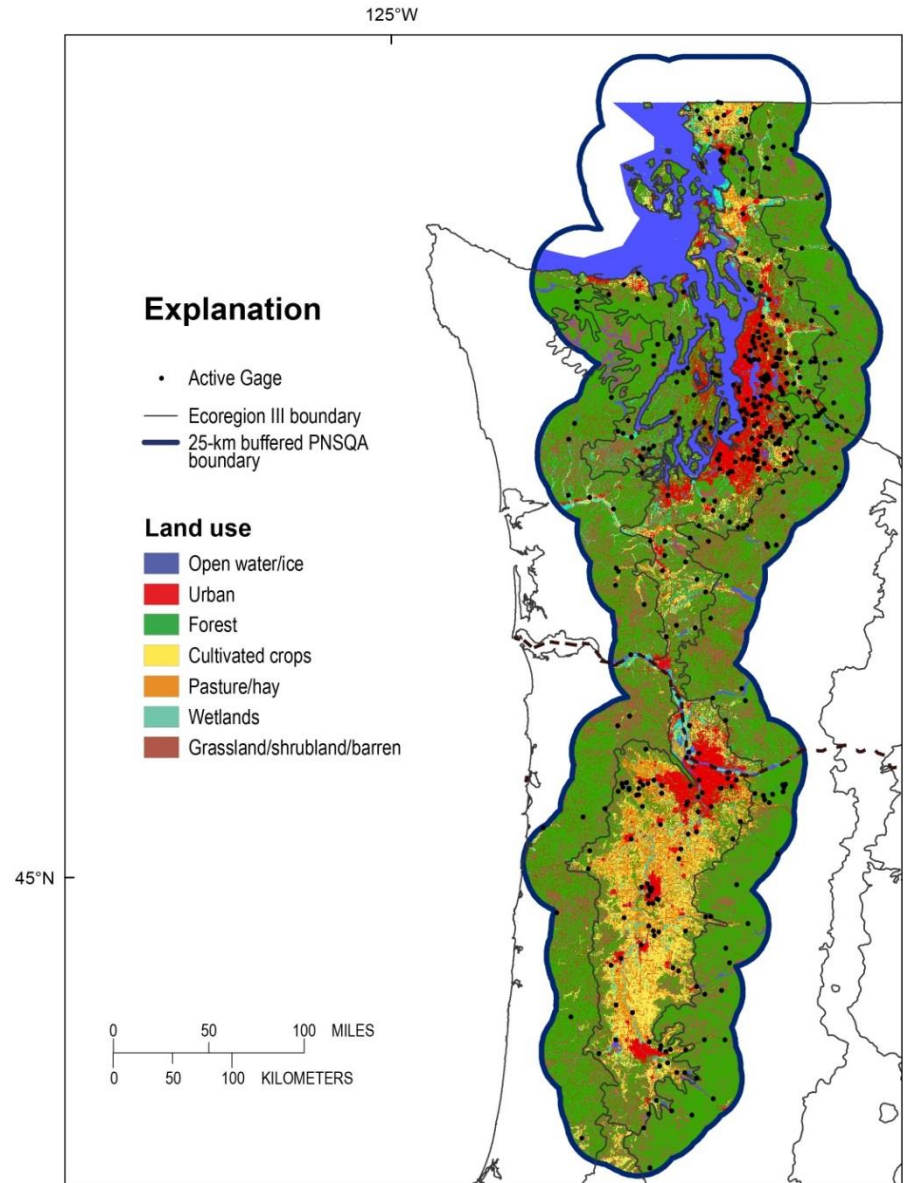 125°W
Explanation
Active Gage
Ecoregion III boundary
25-km buffered PNSQA
boundary
Land use
Open water/ice
Urban
Forest
Cultivated crops
Pasture/hay
Wetlands
Grassland/shrubland/barren
45°N
0 50 100 MILES
0 50 100 KILOMETERS